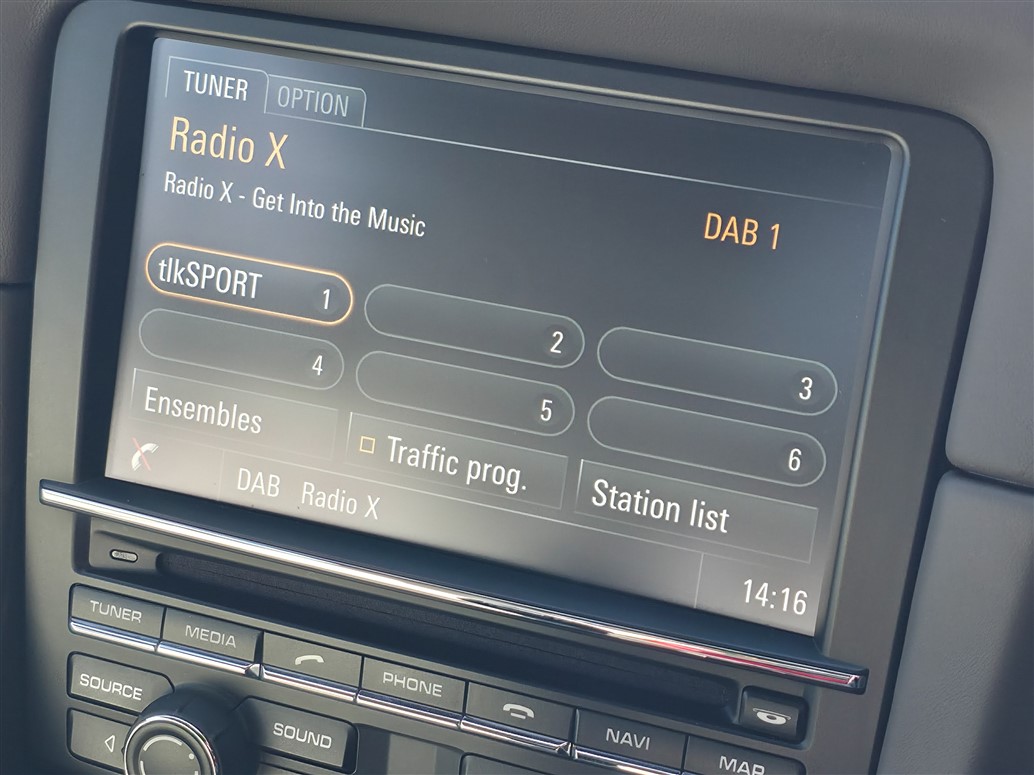 TUNER OPTION
Radio X
Radio X - Get Into the Music
DAB 1
tlkSPORT 1
2
3
4
5
6
Ensembles
Traffic prog.
Station list
DAB Radio X
14:16
TUNER
MEDIA
PHONE
NAVI
MAP
SOURCE
SOUND